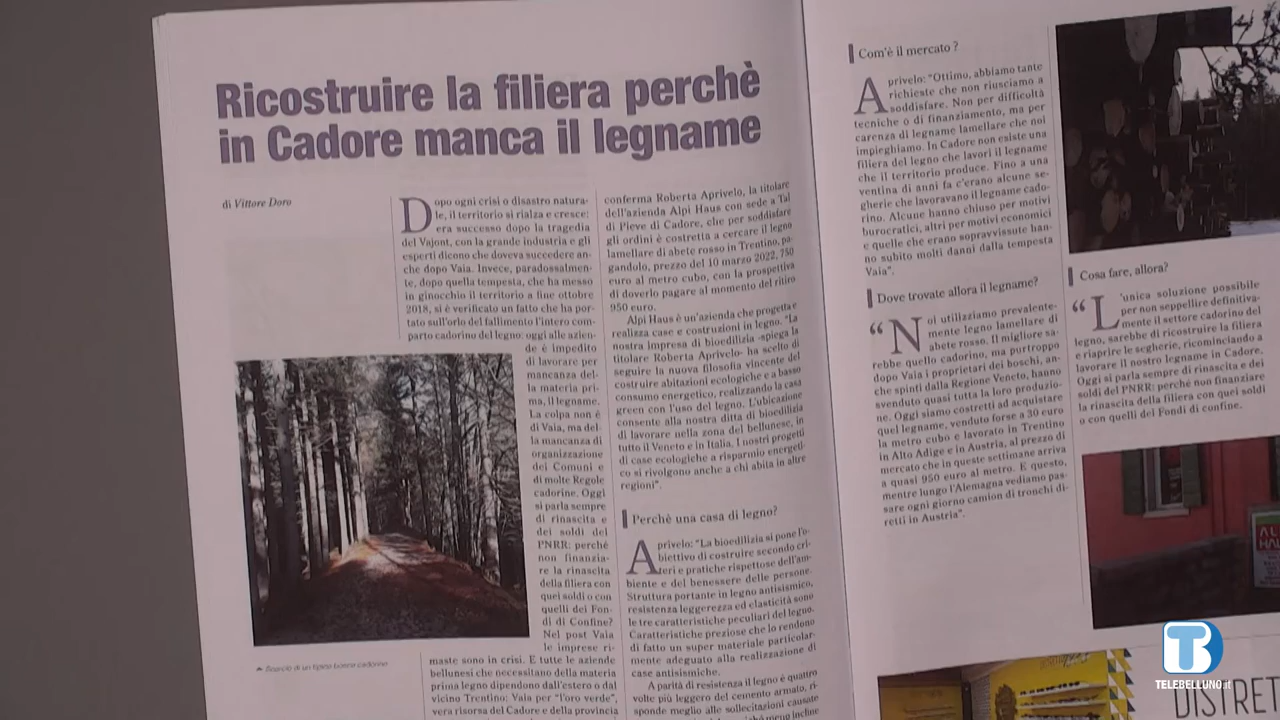 Ricostruire la filiera perchè
in Cadore manca il legname
di Vittore Doro
Dopo ogni crisi o disastro natura-
le, il territorio si rialza e cresce:
era successo dopo la tragedia
del Vajont, con la grande industria e gli
esperti dicono che doveva succedere an-
che dopo Vaia. Invece, paradossalmen-
te, dopo quella tempesta, che ha messo
in ginocchio il territorio a fine ottobre
2018, si è verificato un fatto che ha por-
tato sull'orlo del fallimento l'intero com-
parto cadorino del legno: oggi alle azien-
de è impedito
di lavorare per
mancanza del-
la materia pri-
ma, il legname.
La colpa non è
di Vaia, ma del-
la mancanza di
organizzazione
dei Comuni e
di molte Regole
cadorine. Oggi
si parla sempre
di rinascita e
dei soldi del
PNRR: perchè
non finanzia-
re la rinascita
della filiera con
quei soldi o con
quelli dei Fon-
di di Confine?
Nel post Vaia
le imprese ri-
maste sono in crisi. E tutte le aziende
bellunesi che necessitano della materia
prima legno dipendono dall'estero o dal
vicino Trentino: Vaia per "l'oro verde",
vera risorsa del Cadore e della provincia
di un tipico bosco cadorino
conferma Roberta Aprivelo, la titolare
dell'azienda Alpi Haus con sede a Tai
di Pieve di Cadore, che per soddisfare
gli ordini è costretta a cercare il legno
lamellare di abete rosso in Trentino, pa-
gandolo, prezzo del 10 marzo 2022, 750
euro al metro cubo, con la prospettiva
di doverlo pagare al momento del ritiro
950 euro.
Alpi Haus è un'azienda che progetta e
realizza case e costruzioni in legno. "La
nostra impresa di bioedilizia -spiega la
titolare Roberta Aprivelo- ha scelto di
seguire la nuova filosofia vincente del
costruire abitazioni ecologiche e a basso
consumo energetico, realizzando la casa
green con l'uso del legno. L'ubicazione
consente alla nostra ditta di bioedilizia
di lavorare nella zona del bellunese, in
tutto il Veneto e in Italia. I nostri progetti
di case ecologiche a risparmio energeti-
co si rivolgono anche a chi abita in altre
regioni".
Perchè una casa di legno?
Aprivelo: "La bioedilizia si pone l'o-
biettivo di costruire secondo cri-
teri e pratiche rispettose dell'am-
biente e del benessere delle persone.
Struttura portante in legno antisismico,
resistenza leggerezza ed elasticità sono
le tre caratteristiche peculiari del legno.
Caratteristiche preziose che lo rendono
di fatto un super materiale particolar-
mente adeguato alla realizzazione di
case antisismiche.
A parità di resistenza il legno è quattro
volte più leggero del cemento armato, ri-
sponde meglio alle sollecitazioni causate
Com'è il mercato ?
Aprivelo: "Ottimo, abbiamo tante
richieste che non riusciamo a
soddisfare. Non per difficoltà
tecniche o di finanziamento, ma per
carenza di legname lamellare che noi
impieghiamo. In Cadore non esiste una
filiera del legno che lavori il legname
che il territorio produce. Fino a una
ventina di anni fa c'erano alcune se-
gherie che lavoravano il legname cado-
rino. Alcune hanno chiuso per motivi
burocratici, altri per motivi economici
e quelle che erano sopravvissute han-
no subito molti danni dalla tempesta
Vaia".
Dove trovate allora il legname?
"Noi utilizziamo prevalente-
mente legno lamellare di
abete rosso. Il migliore sa-
rebbe quello cadorino, ma purtroppo
dopo Vaia i proprietari dei boschi, an-
che spinti dalla Regione Veneto, hanno
svenduto quasi tutta la loro produzio-
ne. Oggi siamo costretti ad acquistare
quel legname, venduto forse a 30 euro
la metro cubo e lavorato in Trentino
in Alto Adige e in Austria, al prezzo di
mercato che in queste settimane arriva
a quasi 950 euro al metro. E questo,
mentre lungo l'Alemagna vediamo pas-
sare ogni giorno camion di tronchi di-
retti in Austria".
Cosa fare, allora?
"L'unica soluzione possibile
per non seppellire definitiva-
mente il settore cadorino del
legno, sarebbe di ricostruire la filiera
e riaprire le segherie, ricominciando a
lavorare il nostro legname in Cadore.
Oggi si parla sempre di rinascita e dei
soldi del PNRR: perchè non finanziare
la rinascita della filiera con quei soldi
o con quelli dei Fondi di confine.
DISTRET
TELEBELLUNO.it